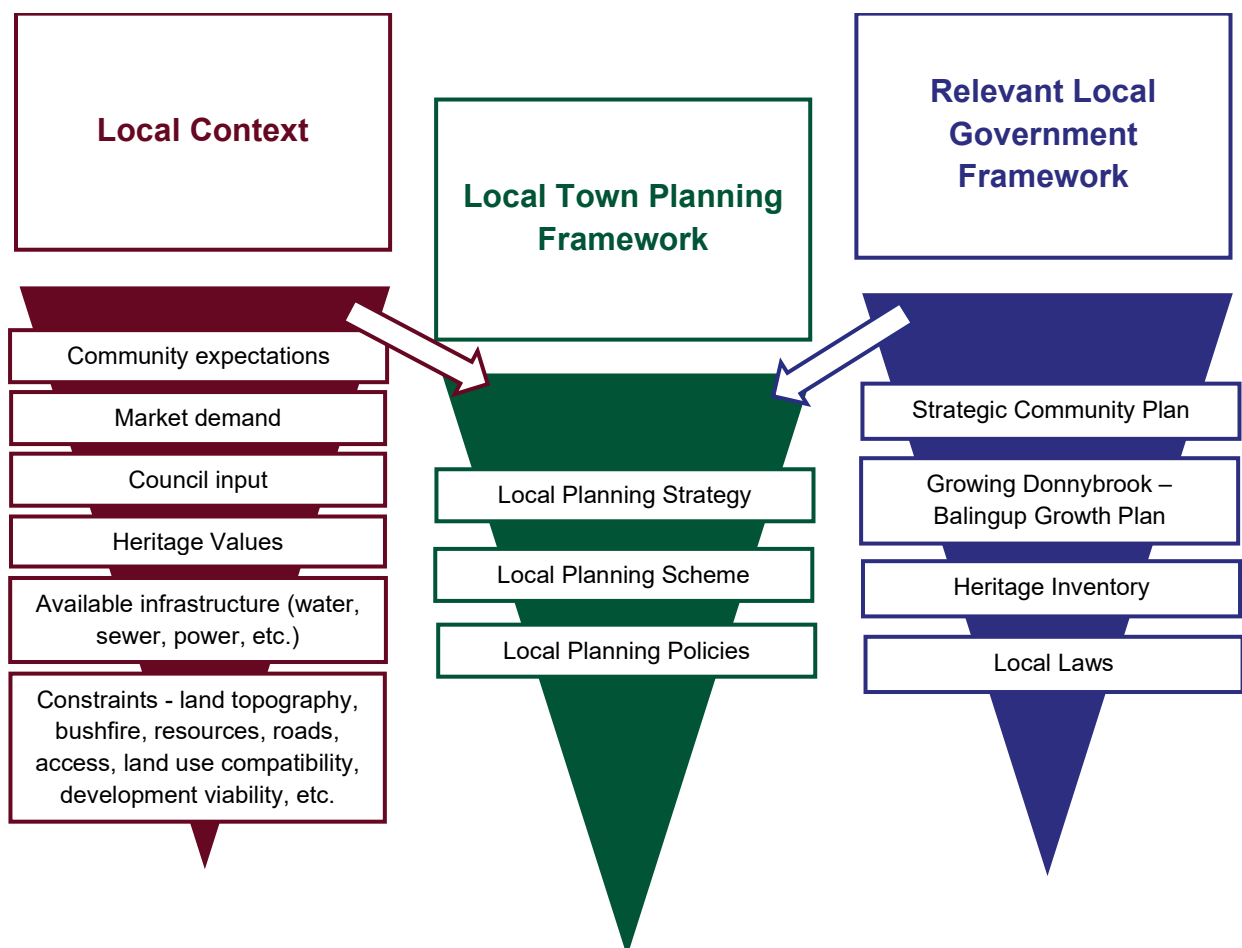 Local Context
Community expectations
Market demand
Council input
Heritage Values
Available infrastructure (water,
sewer, power, etc.)
Constraints - land topography,
bushfire, resources, roads,
access, land use compatibility,
development viability, etc.
Local Town Planning
Framework
Local Planning Strategy
Local Planning Scheme
Local Planning Policies
Relevant Local
Government
Framework
Strategic Community Plan
Growing Donnybrook –
Balingup Growth Plan
Heritage Inventory
Local Laws